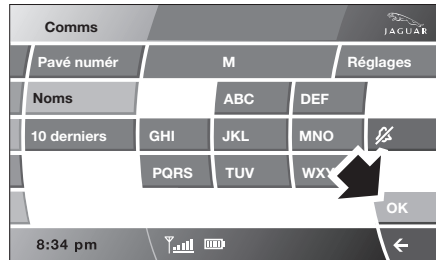 Comms
JAGUAR
Pavé numér M Réglages
Noms ABC DEF
10 derniers GHI JKL MNO
PQRS TUV WXY
OK
8:34 pm